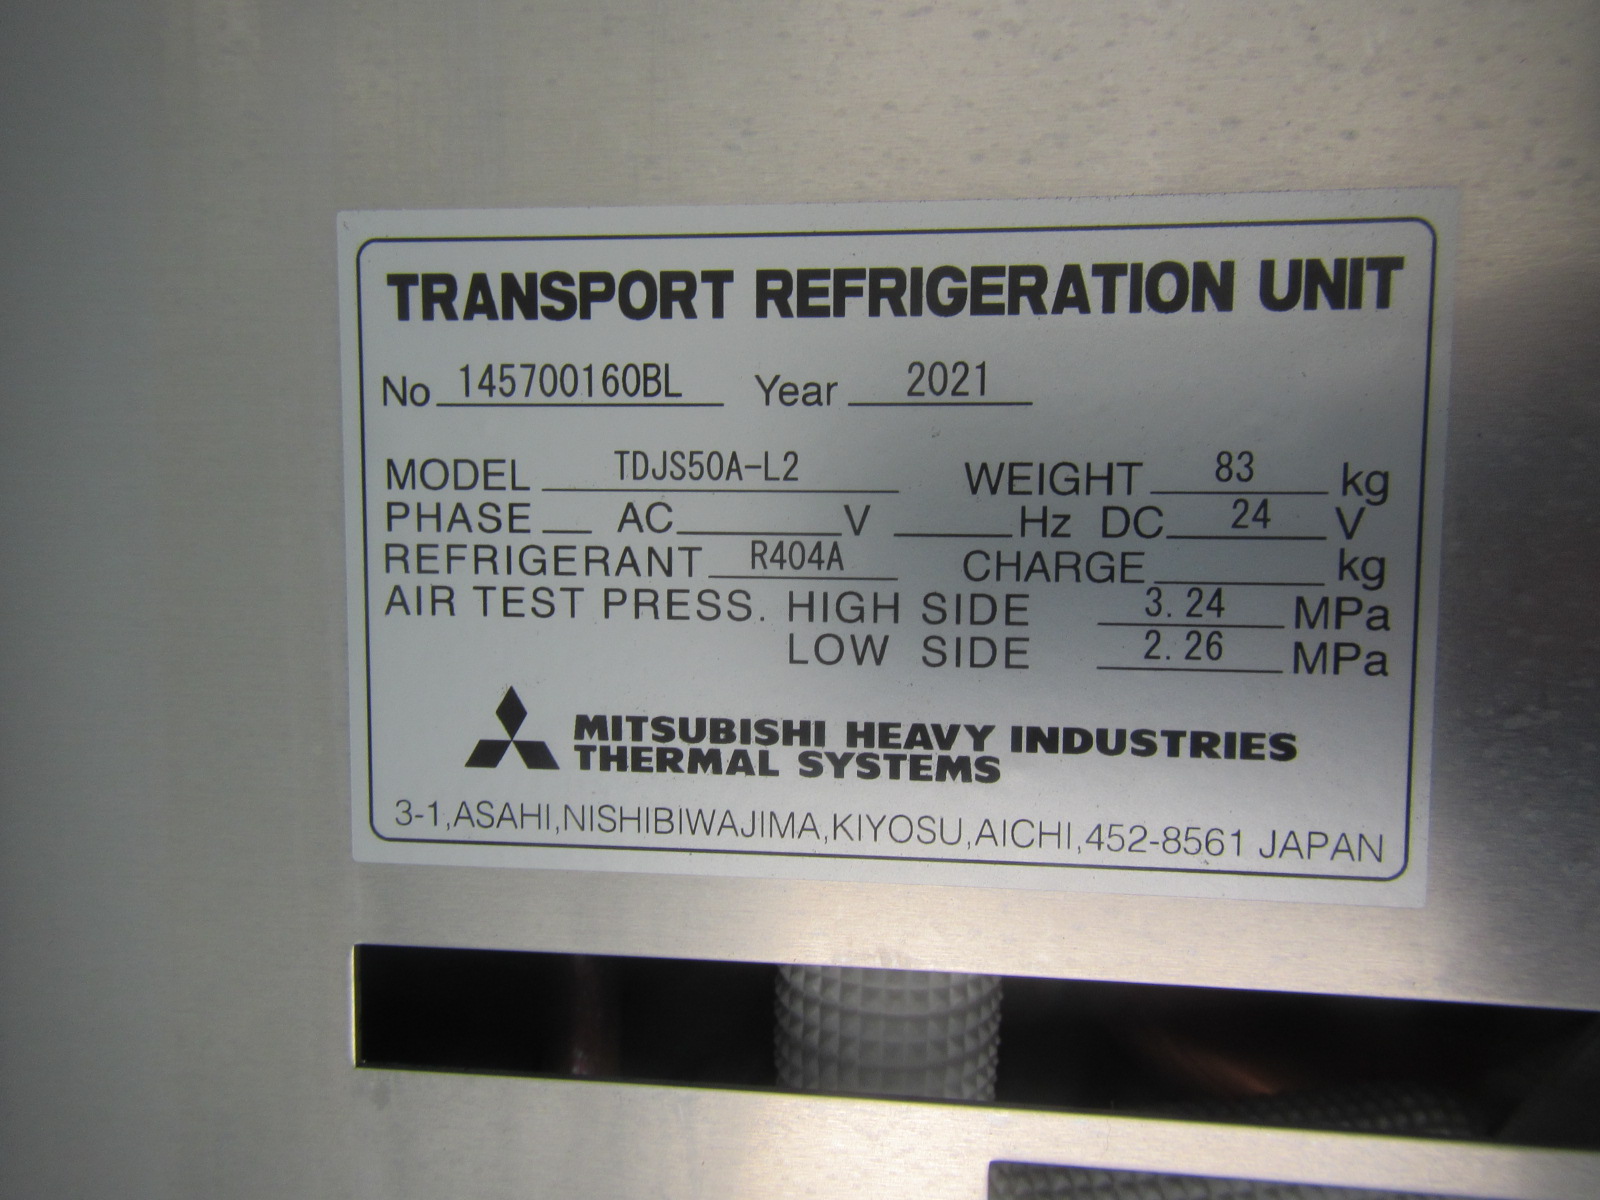 TRANSPORT REFRIGERATION UNIT
No 145700160BL Year 2021
MODEL TDJS50A-L2 WEIGHT 83 kg
PHASE AC V Hz DC 24 V
REFRIGERANT R404A CHARGE kg
AIR TEST PRESS. HIGH SIDE 3.24 MPa
LOW SIDE 2.26 MPa
MITSUBISHI HEAVY INDUSTRIES
THERMAL SYSTEMS
3-1,ASAHI,NISHIBIWAJIMA,KIYOSU,AICHI,452-8561 JAPAN